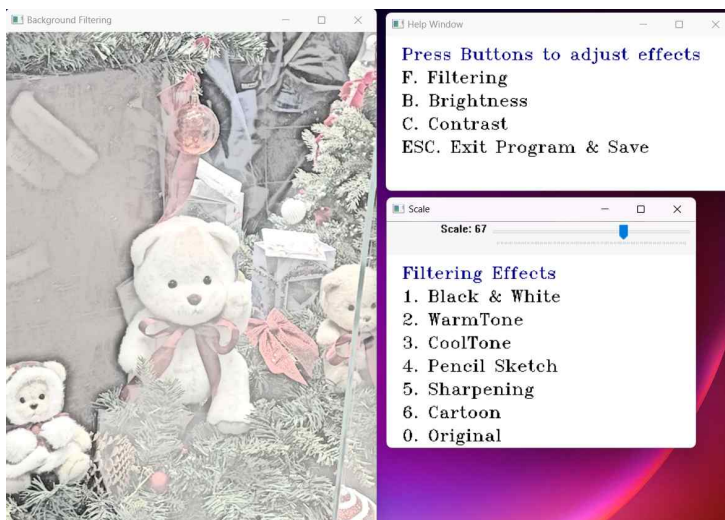 Background Filtering
Help Window
Press Buttons to adjust effects
F. Filtering
B. Brightness
C. Contrast
ESC. Exit Program & Save
Scale
Scale: 67
Filtering Effects
1. Black & White
2. WarmTone
3. CoolTone
4. Pencil Sketch
5. Sharpening
6. Cartoon
0. Original